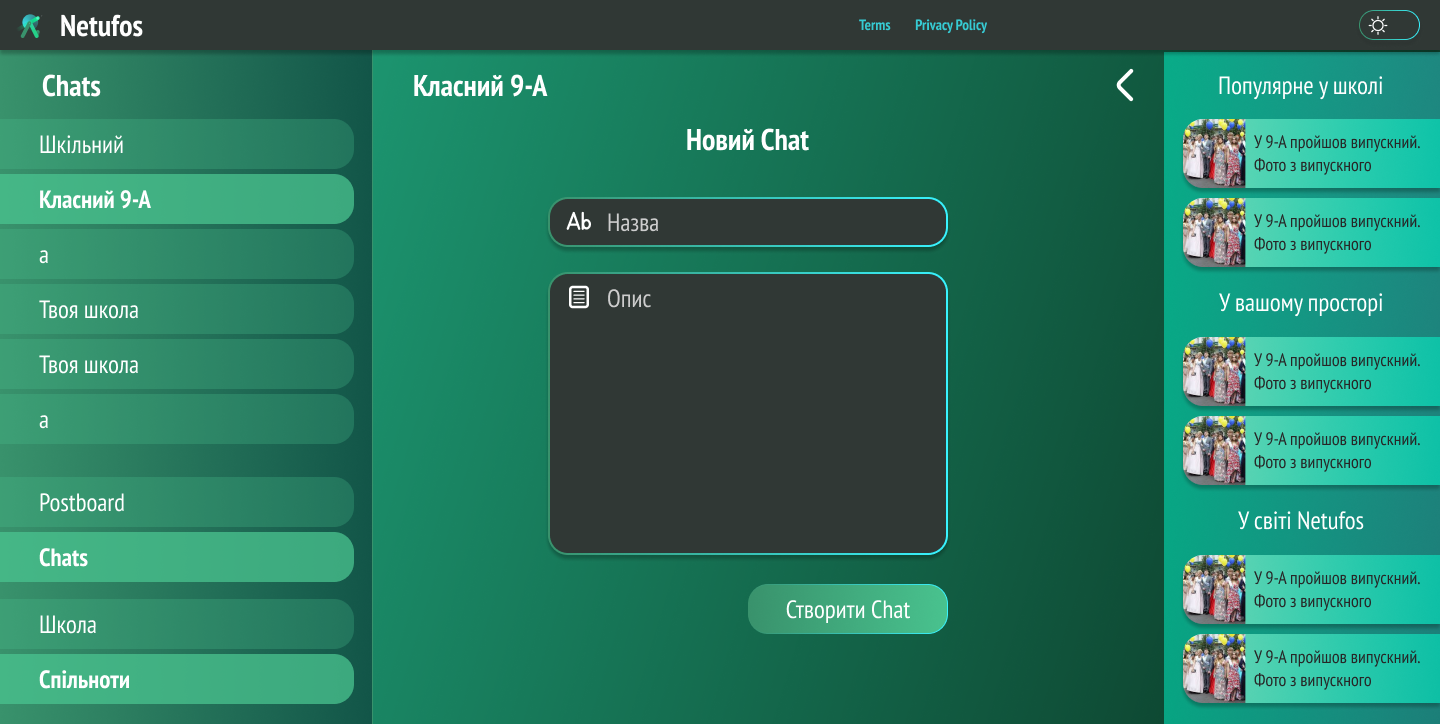 Netufos
Terms
Privacy Policy
Chats
Шкільний
Класний 9-А
а
Твоя школа
Твоя школа
а
Postboard
Chats
Школа
Спільноти
Класний 9-А
Новий Chat
Ab
Назва
Опис
Створити Chat
Популярне у школі
У 9-А пройшов випускний.
Фото з випускного
У 9-А пройшов випускний.
Фото з випускного
У вашому просторі
У 9-А пройшов випускний.
Фото з випускного
У 9-А пройшов випускний.
Фото з випускного
У світі Netufos
У 9-А пройшов випускний.
Фото з випускного
У 9-А пройшов випускний.
Фото з випускного